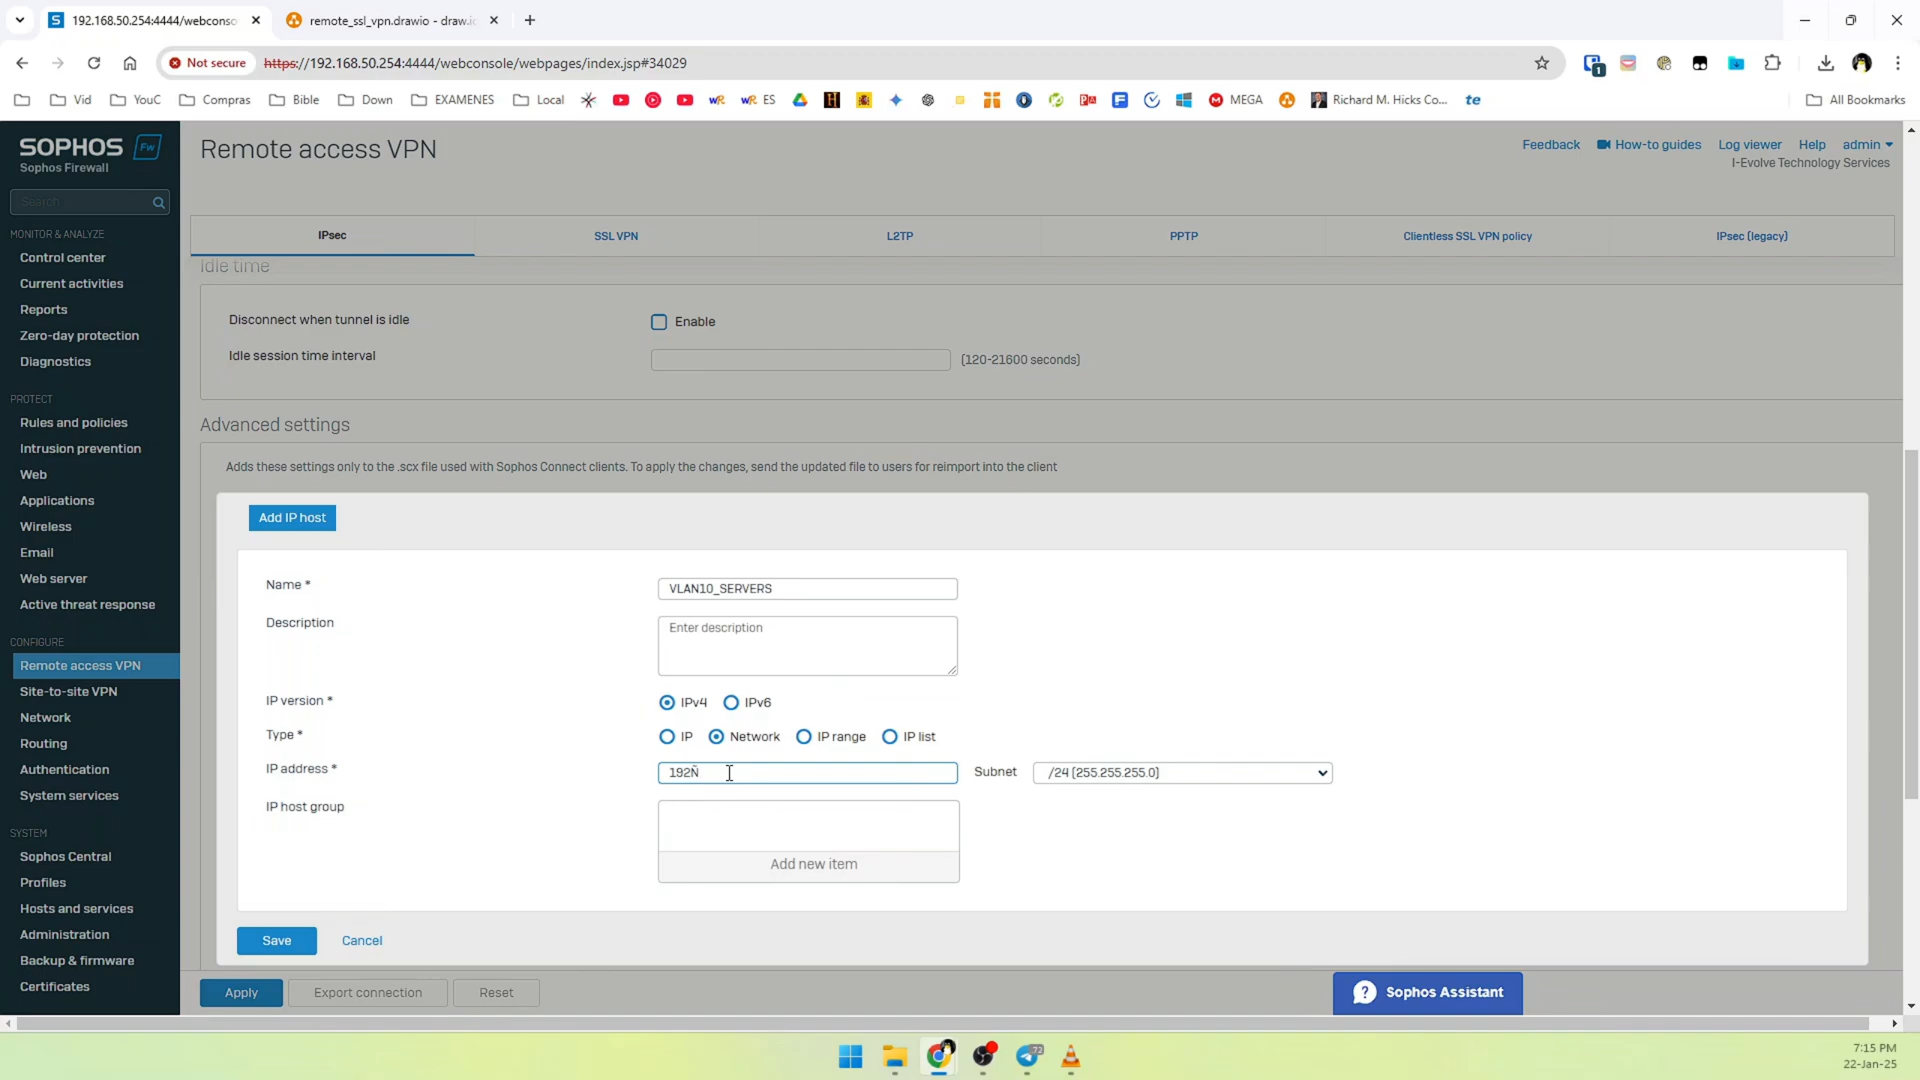 192.168.50.254:4444/webconso
remote_ssl_vpn.drawio - draw.i
Not secure
https://192.168.50.254:4444/webconsole/webpages/index.jsp#34029
1
Vid
YouC
Compras
Bible
Down
EXAMENES
Local
WR
WR ES
MEGA
Richard M. Hicks Co...
te
All Bookmarks
SOPHOS Fw
Sophos Firewall
Search
MONITOR & ANALYZE
Control center
Current activities
Reports
Zero-day protection
Diagnostics
PROTECT
Rules and policies
Intrusion prevention
Web
Applications
Wireless
Email
Web server
Active threat response
CONFIGURE
Remote access VPN
Site-to-site VPN
Network
Routing
Authentication
System services
SYSTEM
Sophos Central
Profiles
Hosts and services
Administration
Backup & firmware
Certificates
Remote access VPN
Feedback
How-to guides
Log viewer
Help
admin
I-Evolve Technology Services
IPsec
SSL VPN
L2TP
PPTP
Clientless SSL VPN policy
IPsec (legacy)
Idle time
Disconnect when tunnel is idle
Enable
Idle session time interval
(120-21600 seconds)
Advanced settings
Adds these settings only to the .scx file used with Sophos Connect clients. To apply the changes, send the updated file to users for reimport into the client
Add IP host
Name *
VLAN10_SERVERS
Description
Enter description
IP version *
IPv4
IPv6
Type *
IP
Network
IP range
IP list
IP address *
192Ñ
Subnet
/24 (255.255.255.0)
IP host group
Add new item
Save
Cancel
Apply
Export connection
Reset
? Sophos Assistant
7:15 PM
22-Jan-25